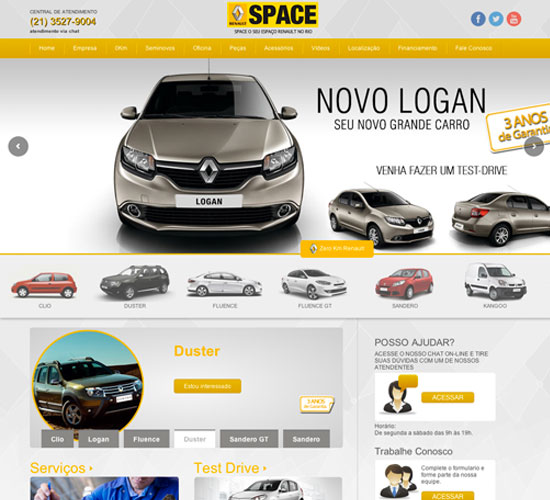 CENTRAL DE ATENDIMENTO
(21) 3527-9004
atendimento via chat
RENAULT
SPACE
SPACE O SEU ESPAÇO RENAULT NO RIO
Home
Empresa
0Km
Seminovos
Oficina
Peças
Acessórios
Vídeos
Localização
Financiamento
Fale Conosco
NOVO LOGAN
SEU NOVO GRANDE CARRO
3 ANOS
de Garantia
VENHA FAZER UM TEST-DRIVE
LOGAN
Zero Km Renault
CLIO
DUSTER
FLUENCE
FLUENCE GT
SANDERO
KANGOO
Duster
Estou interessado
3 ANOS
de Garantia
Clio
Logan
Fluence
Duster
Sandero GT
Sandero
POSSO AJUDAR?
ACESSE O NOSSO CHAT ON-LINE E TIRE
SUAS DÚVIDAS COM UM DE NOSSOS
ATENDENTES
ACESSAR
Horário:
De segunda a sábado das 9h às 19h.
Trabalhe Conosco
Complete o formulario e
forme parte da nossa
equipe.
ACESSAR
Serviços
Test Drive